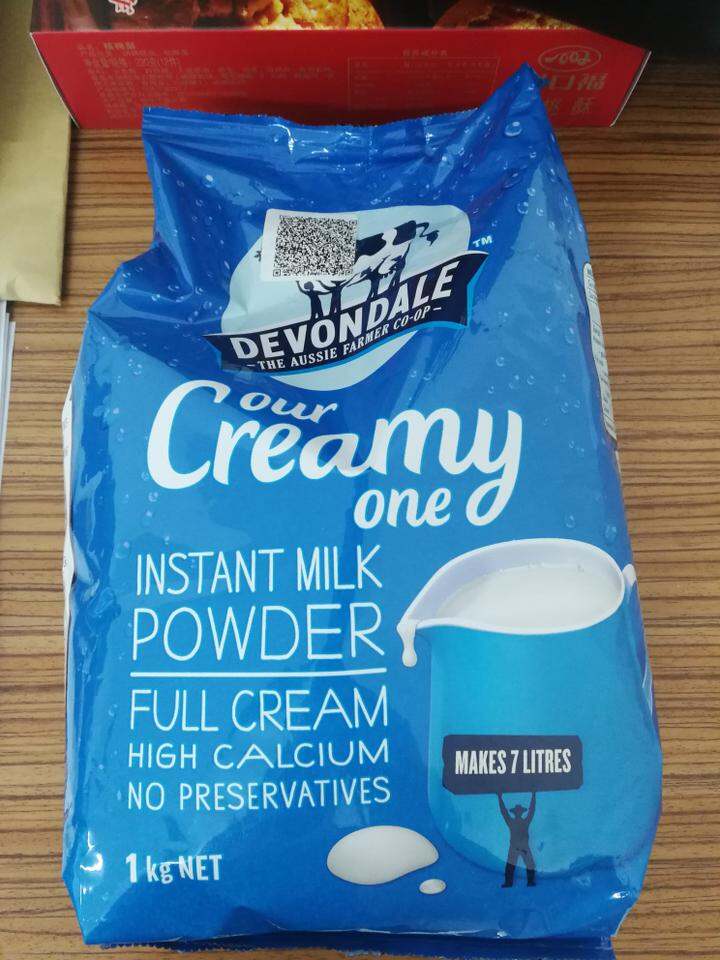 DEVONDALE
TM
- THE AUSSIE FARMER CO-OP -
our
Creamy
one
INSTANT MILK
POWDER
FULL CREAM
HIGH CALCIUM
NO PRESERVATIVES
1 kg NET
MAKES 7 LITRES